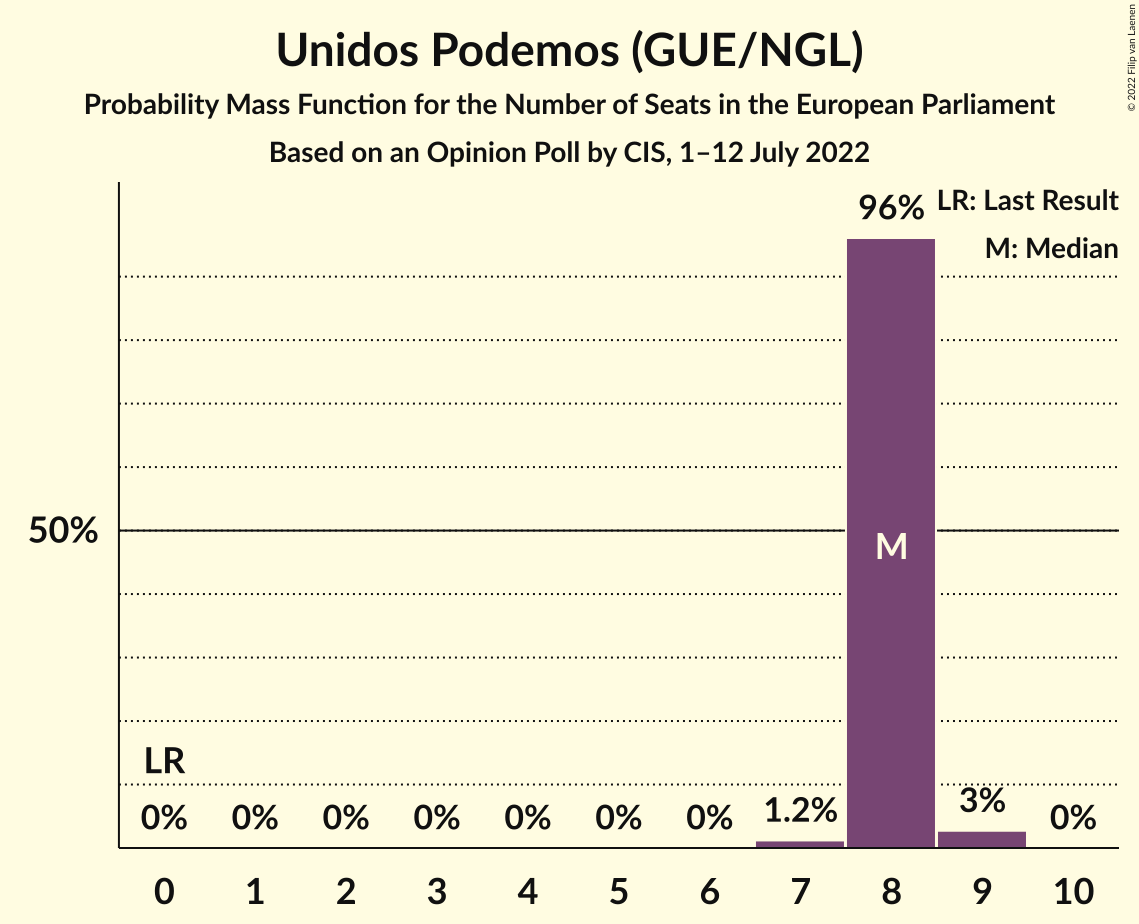 Unidos Podemos (GUE/NGL)
Probability Mass Function for the Number of Seats in the European Parliament
Based on an Opinion Poll by CIS, 1–12 July 2022
© 2022 Filip van Laenen
LR: Last Result
M: Median
96%
50%
M
LR
0% 0% 0% 0% 0% 0% 0% 1.2% 3% 0%
0 1 2 3 4 5 6 7 8 9 10